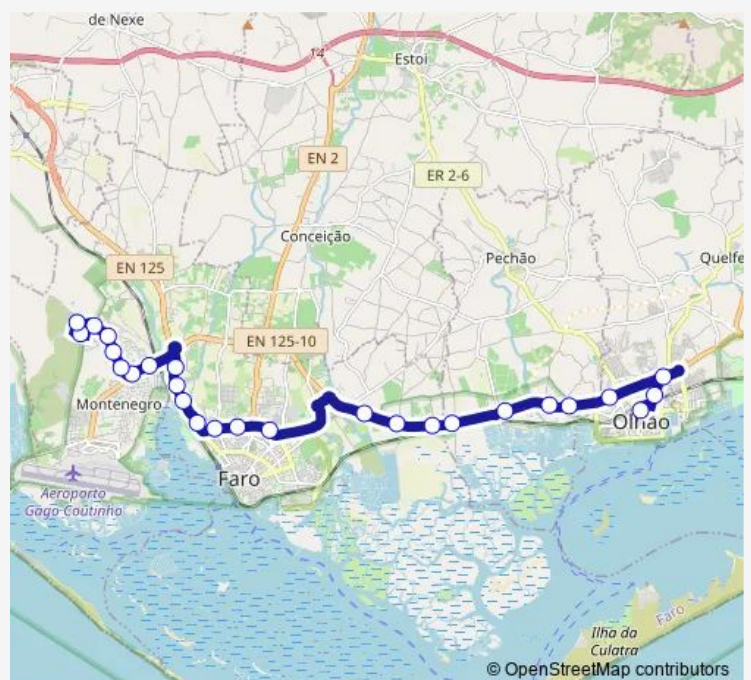 de Nexe
14
Estoi
EN 2
ER 2-6
Conceição
Pechão
Quelfe
EN 125
EN 125-10
Montenegro
Olhão
Faro
Aeroporto
Gago Coutinho
Faro
Ilha da
Culatra
© OpenStreetMap contributors